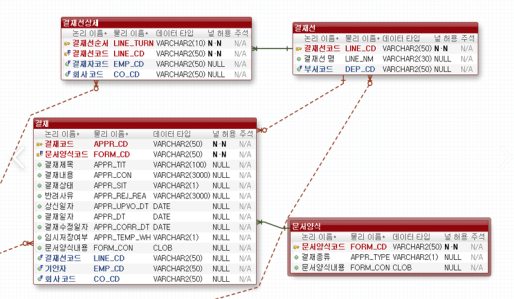 결재선상세
논리 이름 물리 이름 데이터 타입 널 허용 주석
결재선순서 LINE_TURN VARCHAR2(10) N·N N/A
결재선코드 LINE_CD VARCHAR2(50) N·N N/A
결재자코드 EMP_CD VARCHAR2(50) NULL N/A
회사 코드 CO_CD VARCHAR2(50) NULL N/A
결재선
논리 이름 물리 이름 데이터 타입 널 허용 주석
결재선코드 LINE_CD VARCHAR2(50) N·N N/A
결재선 명 LINE_NM VARCHAR2(30) NULL N/A
부서코드 DEP_CD VARCHAR2(50) NULL N/A
결재
논리 이름 물리 이름 데이터 타입 널 허용 주석
결재코드 APPR_CD VARCHAR2(50) N·N N/A
문서양식코드 FORM_CD VARCHAR2(50) N·N N/A
결재제목 APPR_TIT VARCHAR2(100) NULL N/A
결재내용 APPR_CON VARCHAR2(3000) NULL N/A
결재상태 APPR_SIT VARCHAR2(1) NULL N/A
반려사유 APPR_REJ_REA VARCHAR2(3000) NULL N/A
상신일자 APPR_UPVO_DT DATE NULL N/A
결재일자 APPR_DT DATE NULL N/A
결재수정일자 APPR_CORR_DT DATE NULL N/A
임시저장여부 APPR_TEMP_WH VARCHAR2(1) NULL N/A
문서양식내용 FORM_CON CLOB NULL N/A
결재선코드 LINE_CD VARCHAR2(50) NULL N/A
기안자 EMP_CD VARCHAR2(50) NULL N/A
회사 코드 CO_CD VARCHAR2(50) NULL N/A
문서양식
논리 이름 물리 이름 데이터 타입 널 허용 주석
문서양식코드 FORM_CD VARCHAR2(50) N·N N/A
결재종류 APPR_TYPE VARCHAR2(1) NULL N/A
문서양식내용 FORM_CON CLOB NULL N/A